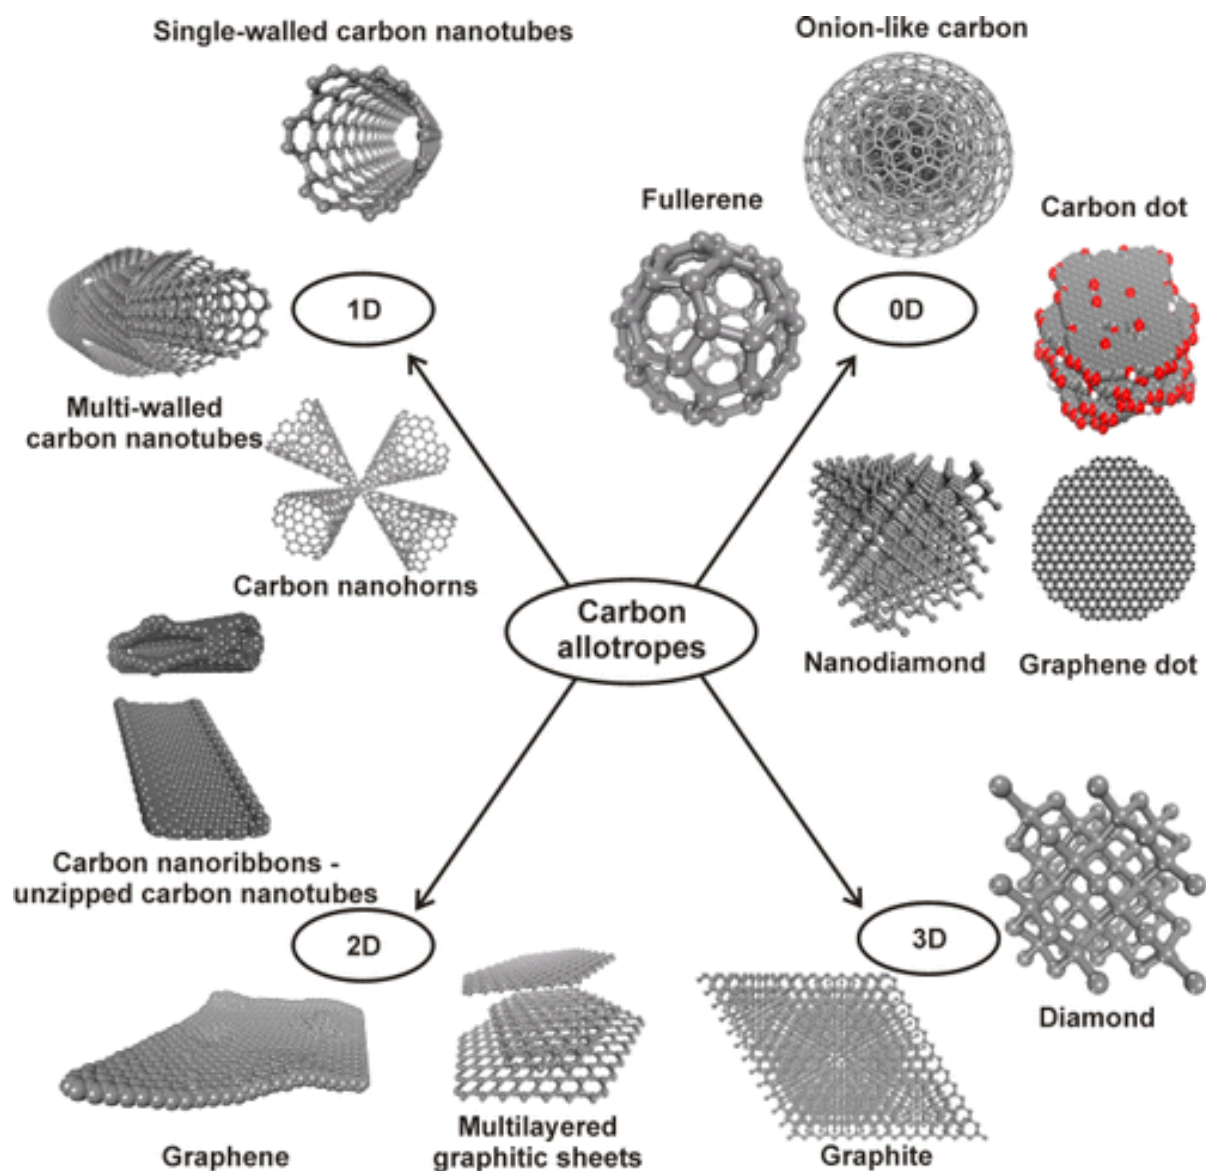 Single-walled carbon nanotubes
Onion-like carbon
Fullerene
Carbon dot
1D
0D
Multi-walled
carbon nanotubes
Carbon nanohorns
Carbon
allotropes
Nanodiamond
Graphene dot
Carbon nanoribbons -
unzipped carbon nanotubes
2D
3D
Diamond
Graphene
Multilayered
graphitic sheets
Graphite